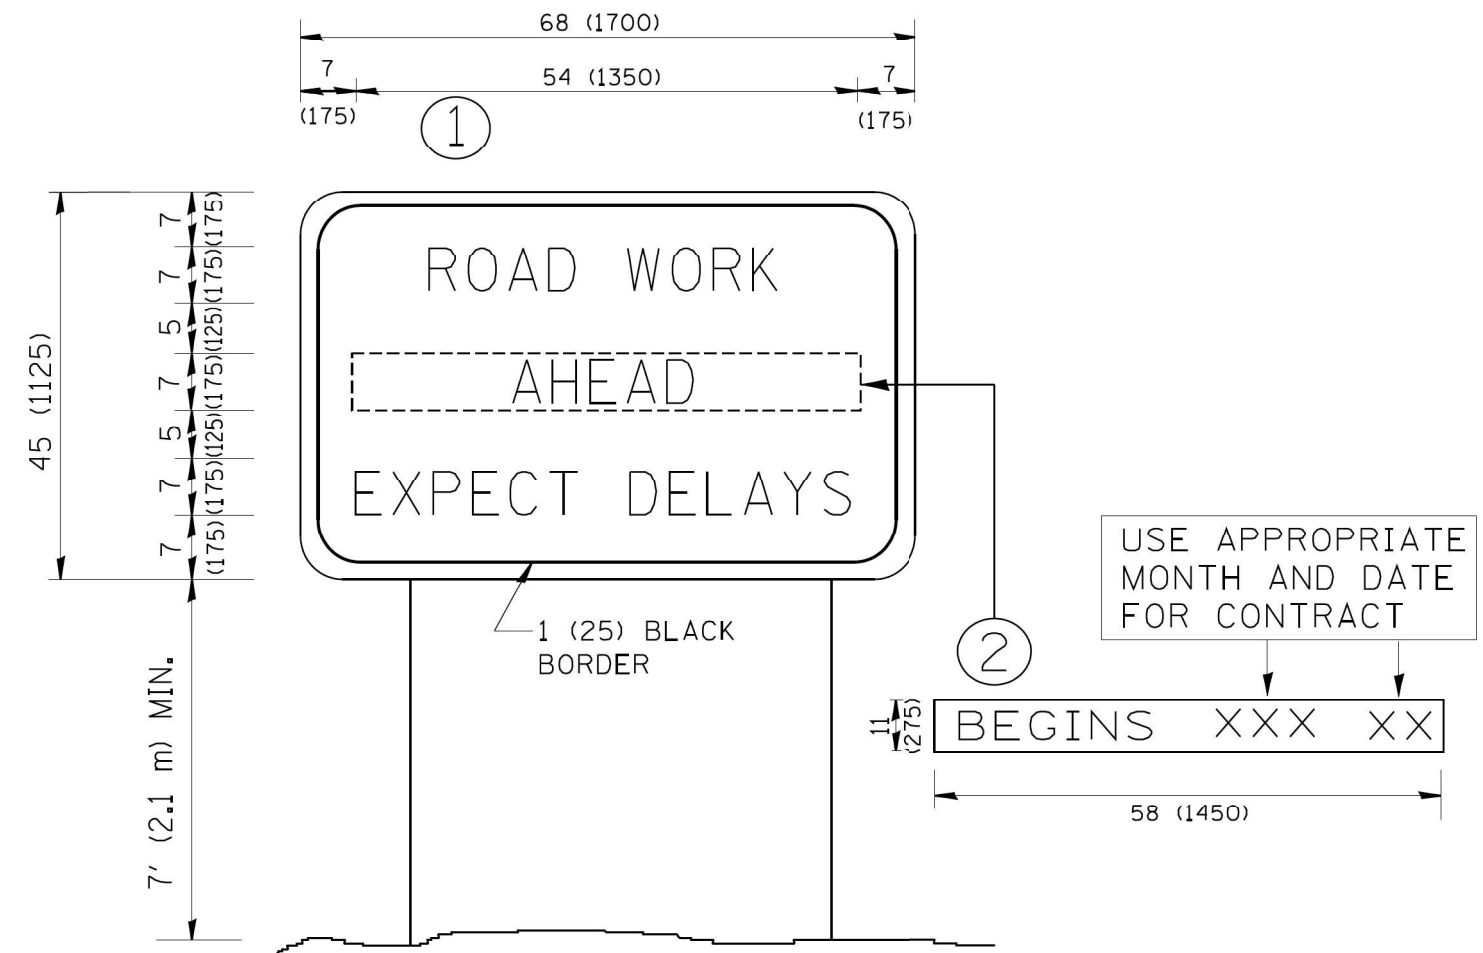 68 (1700)
7
54 (1350)
7
(175)
(175)
1
7
(175)
7
(175)
5
(125)
7
(175)
5
(125)
7
(175)
7
(175)
45 (1125)
ROAD WORK
AHEAD
EXPECT DELAYS
1 (25) BLACK
BORDER
7' (2.1 m) MIN.
2
USE APPROPRIATE
MONTH AND DATE
FOR CONTRACT
11
(275)
BEGINS XXX XX
58 (1450)